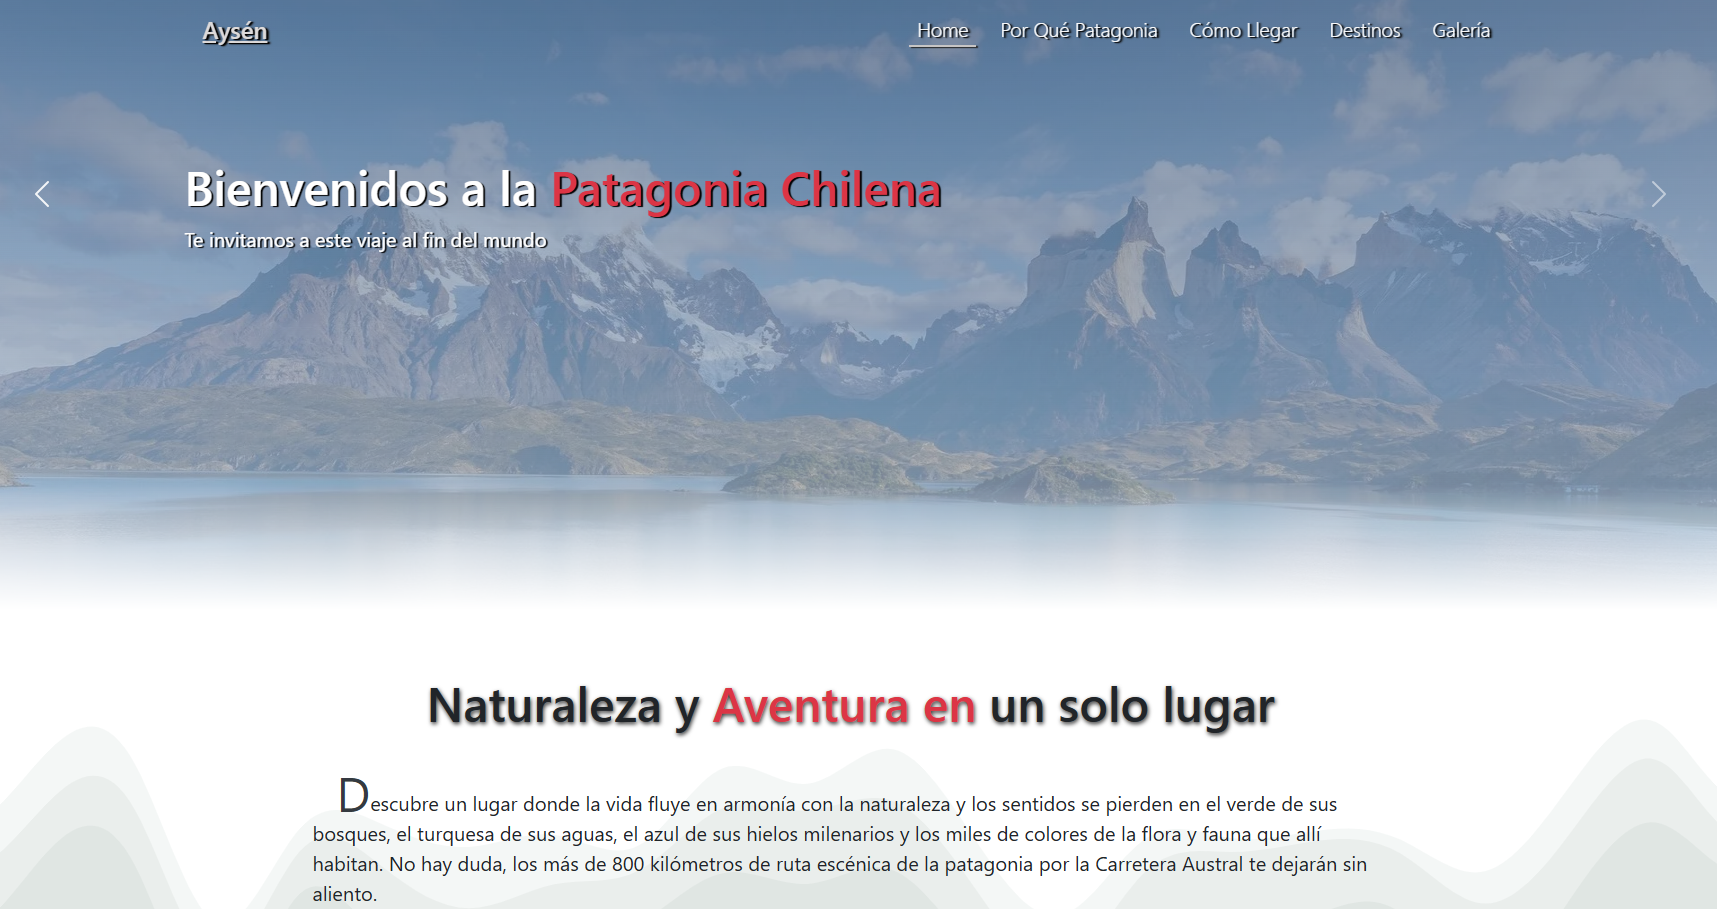 Aysén
Home Por Qué Patagonia Cómo Llegar Destinos Galería
Bienvenidos a la Patagonia Chilena
Te invitamos a este viaje al fin del mundo
Naturaleza y Aventura en un solo lugar
Descubre un lugar donde la vida fluye en armonía con la naturaleza y los sentidos se pierden en el verde de sus
bosques, el turquesa de sus aguas, el azul de sus hielos milenarios y los miles de colores de la flora y fauna que allí
habitan. No hay duda, los más de 800 kilómetros de ruta escénica de la patagonia por la Carretera Austral te dejarán sin
aliento.